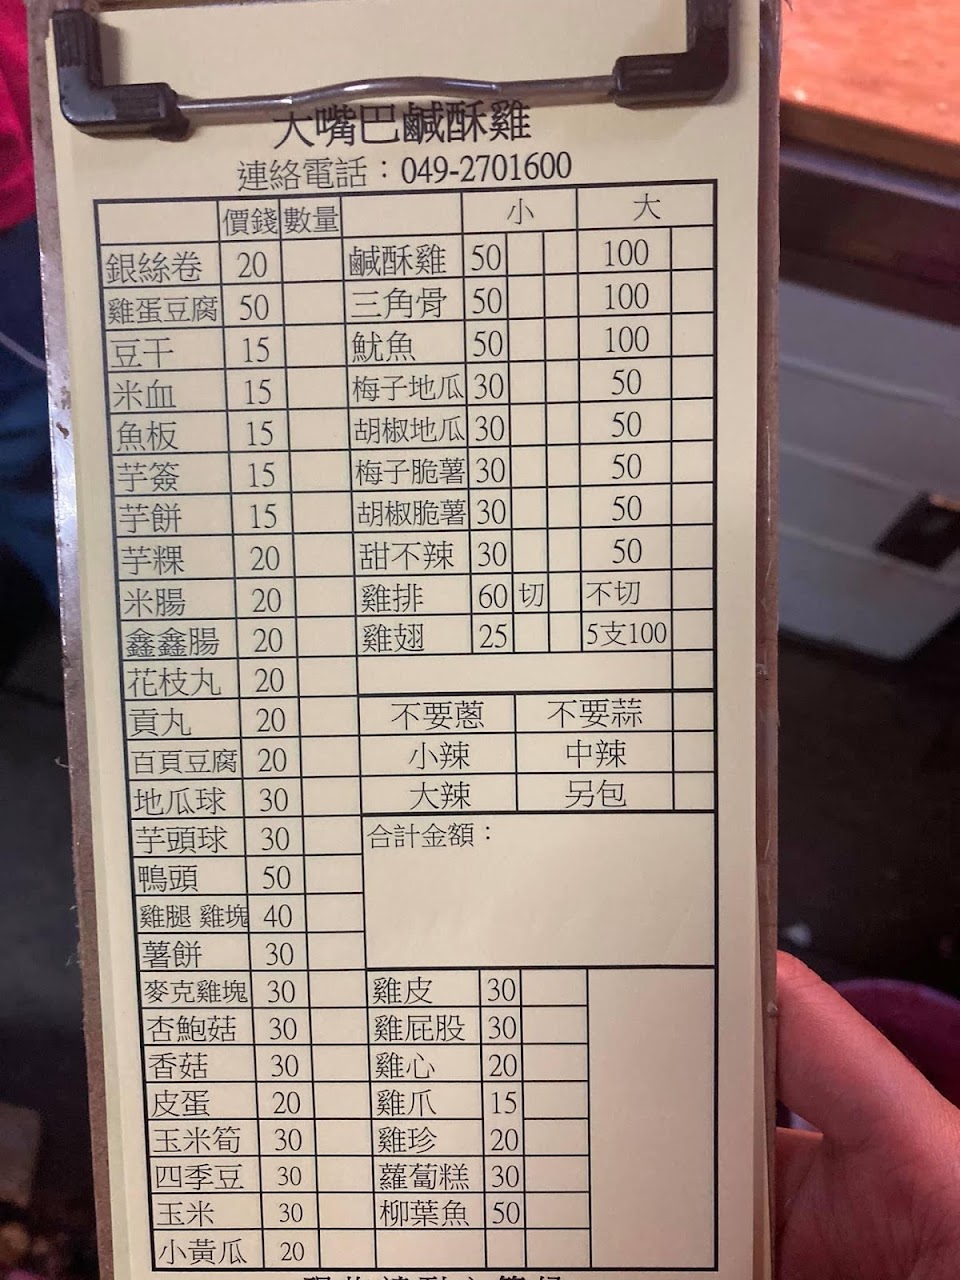 大嘴巴鹹酥雞
連絡電話：049-2701600
價錢 數量 小 大
銀絲卷 20 鹹酥雞 50 100
雞蛋豆腐 50 三角骨 50 100
豆干 15 魷魚 50 100
米血 15 梅子地瓜 30 50
魚板 15 胡椒地瓜 30 50
芋簽 15 梅子脆薯 30 50
芋餅 15 胡椒脆薯 30 50
芋粿 20 甜不辣 30 50
米腸 20 雞排 60 切 不切
鑫鑫腸 20 雞翅 25 5支100
花枝丸 20
貢丸 20 不要蔥 不要蒜
百頁豆腐 20 小辣 中辣
地瓜球 30 大辣 另包
芋頭球 30 合計金額：
鴨頭 50
雞腿 雞塊 40
薯餅 30
麥克雞塊 30 雞皮 30
杏鮑菇 30 雞屁股 30
香菇 30 雞心 20
皮蛋 20 雞爪 15
玉米筍 30 雞珍 20
四季豆 30 蘿蔔糕 30
玉米 30 柳葉魚 50
小黃瓜 20